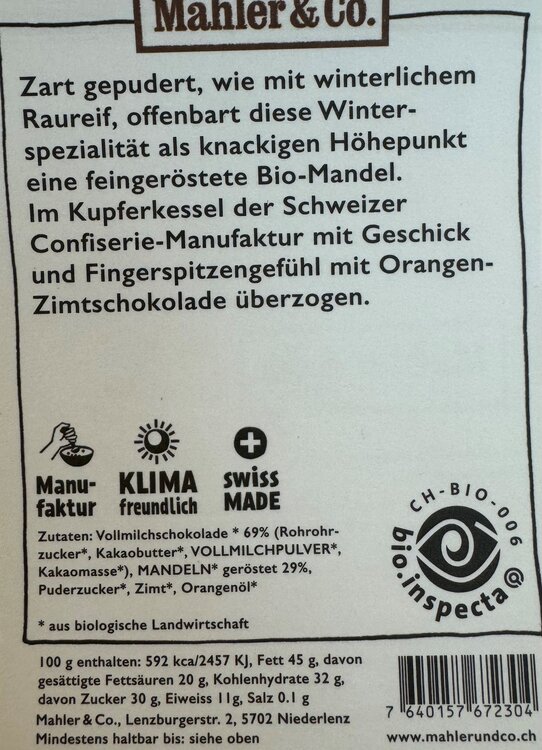 Mahler & Co.
Zart gepudert, wie mit winterlichem
Raureif, offenbart diese Winter-
spezialität als knackigen Höhepunkt
eine feingeröstete Bio-Mandel.
Im Kupferkessel der Schweizer
Confiserie-Manufaktur mit Geschick
und Fingerspitzengefühl mit Orangen-
Zimtschokolade überzogen.
Manu-
faktur
KLIMA
freundlich
swiss
MADE
CH-BIO-006
bio.inspecta
Zutaten: Vollmilchschokolade * 69% (Rohrohr-
zucker*, Kakaobutter*, VOLLMILCHPULVER*,
Kakaomasse*), MANDELN* geröstet 29%,
Puderzucker*, Zimt*, Orangenöl*
* aus biologische Landwirtschaft
100 g enthalten: 592 kca/2457 KJ, Fett 45 g, davon
gesättigte Fettsäuren 20 g, Kohlenhydrate 32 g,
davon Zucker 30 g, Eiweiss 11g, Salz 0.1 g
Mahler & Co., Lenzburgerstr. 2, 5702 Niederlenz
Mindestens haltbar bis: siehe oben
7 640157 672304
www.mahlerundco.ch